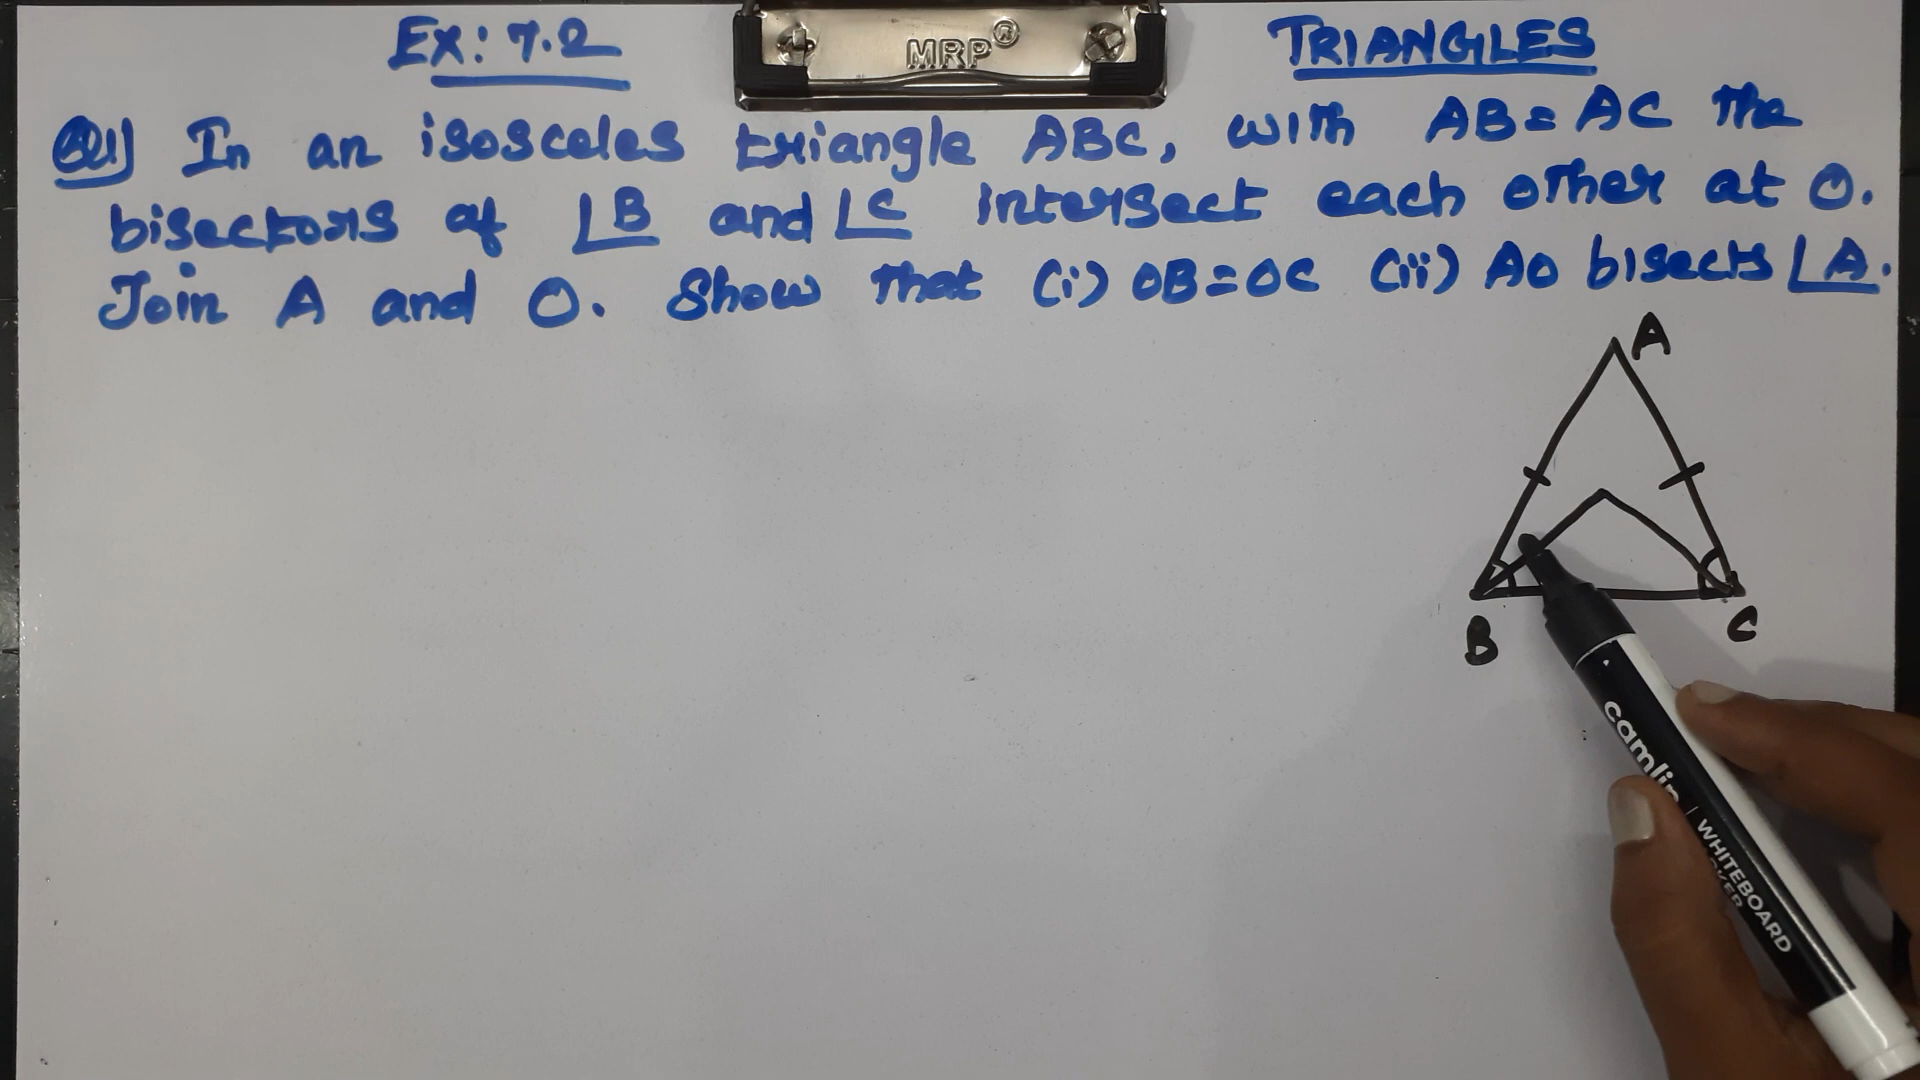 Ex: 7.2
MRP®
TRIANGLES
Q1) In an isosceles triangle ABC, with AB = AC the
bisectors of ∠B and ∠C intersect each other at O.
Join A and O. Show that (i) OB = OC (ii) AO bisects ∠A.
A
B
C
camlin WHITEBOARD